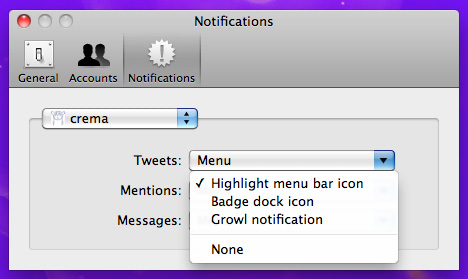 Notifications
General Accounts Notifications
crema
Tweets: Menu
Mentions: ✓ Highlight menu bar icon
Badge dock icon
Messages: Growl notification
None